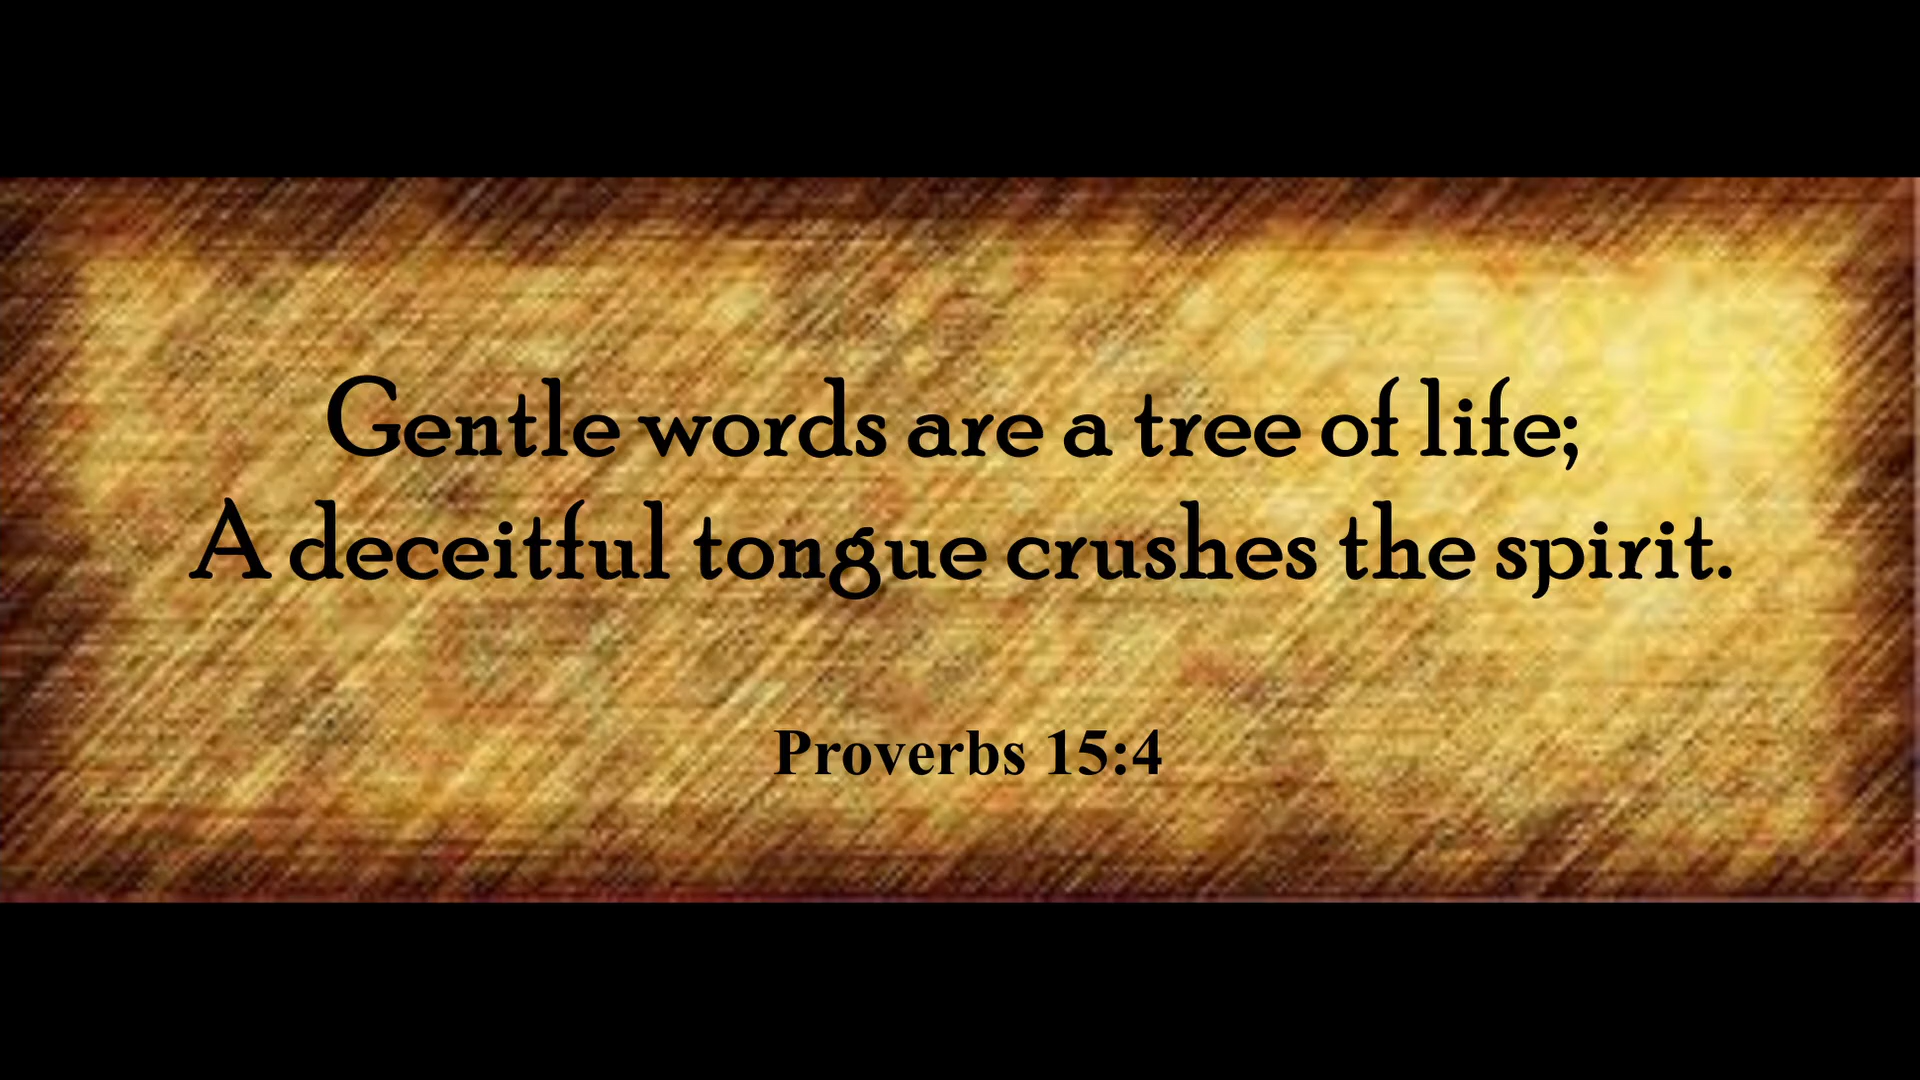 Gentle words are a tree of life;
A deceitful tongue crushes the spirit.
Proverbs 15:4